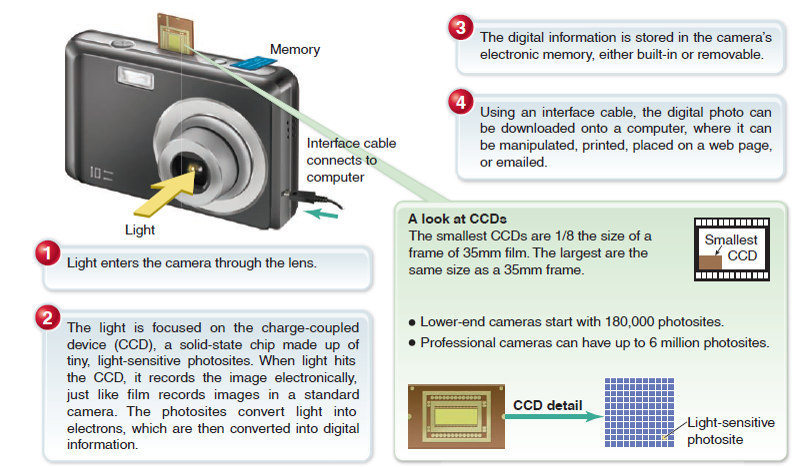 Memory
Interface cable
connects to
computer
Light
10
1
Light enters the camera through the lens.
2
The light is focused on the charge-coupled
device (CCD), a solid-state chip made up of
tiny, light-sensitive photosites. When light hits
the CCD, it records the image electronically,
just like film records images in a standard
camera. The photosites convert light into
electrons, which are then converted into digital
information.
3
The digital information is stored in the camera's
electronic memory, either built-in or removable.
4
Using an interface cable, the digital photo can
be downloaded onto a computer, where it can
be manipulated, printed, placed on a web page,
or emailed.
A look at CCDs
The smallest CCDs are 1/8 the size of a
frame of 35mm film. The largest are the
same size as a 35mm frame.
Smallest
CCD
• Lower-end cameras start with 180,000 photosites.
• Professional cameras can have up to 6 million photosites.
CCD detail
Light-sensitive
photosite